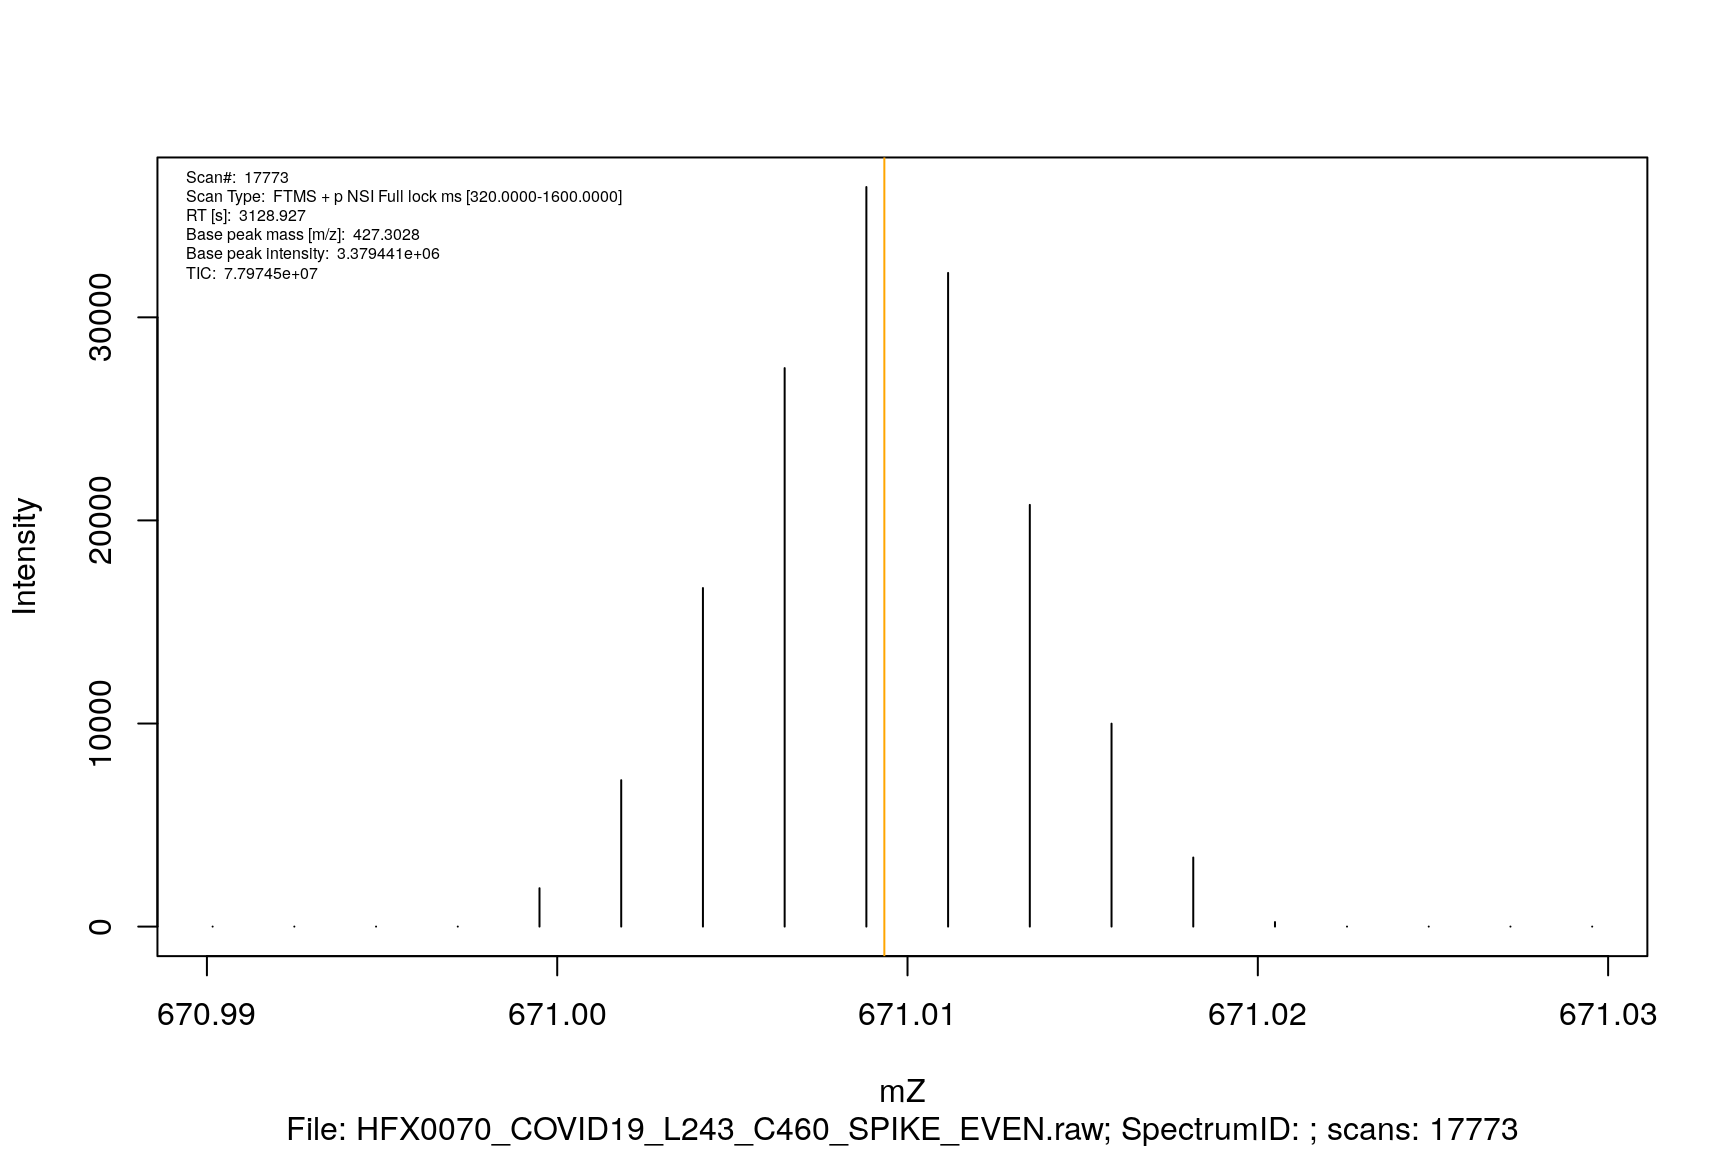 Scan#: 17773
Scan Type: FTMS + p NSI Full lock ms [320.0000-1600.0000]
RT [s]: 3128.927
Base peak mass [m/z]: 427.3028
Base peak intensity: 3.379441e+06
TIC: 7.79745e+07
30000
20000
10000
0
Intensity
670.99 671.00 671.01 671.02 671.03
mZ
File: HFX0070_COVID19_L243_C460_SPIKE_EVEN.raw; SpectrumID: ; scans: 17773